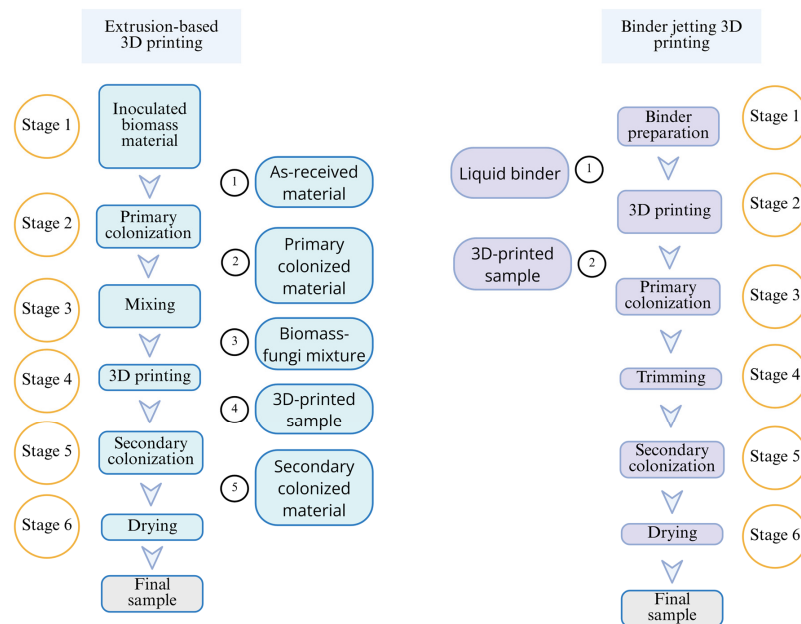 Extrusion-based
3D printing
Stage 1
Inoculated
biomass
material
1
As-received
material
Stage 2
Primary
colonization
2
Primary
colonized
material
Stage 3
Mixing
3
Biomass-
fungi mixture
Stage 4
3D printing
4
3D-printed
sample
Stage 5
Secondary
colonization
5
Secondary
colonized
material
Stage 6
Drying
Final
sample
Binder jetting 3D
printing
Binder
preparation
Stage 1
Liquid binder
1
3D printing
Stage 2
3D-printed
sample
2
Primary
colonization
Stage 3
Trimming
Stage 4
Secondary
colonization
Stage 5
Drying
Stage 6
Final
sample